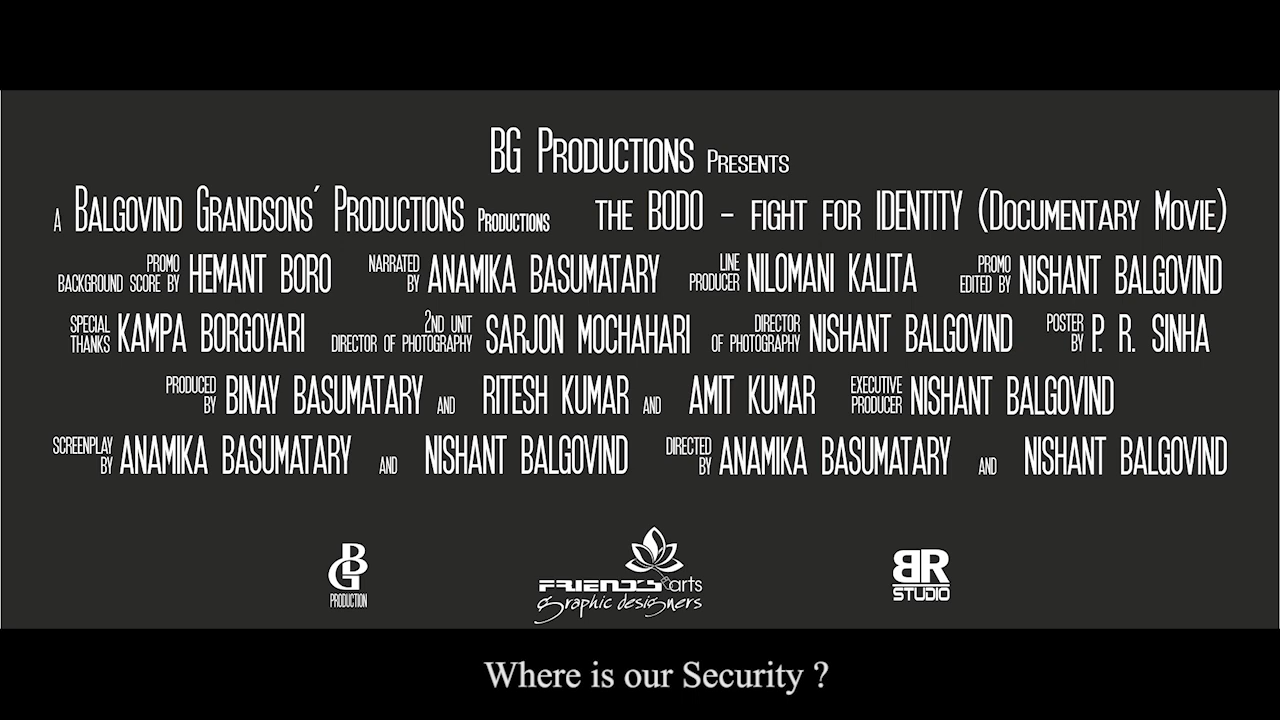 BG PRODUCTIONS PRESENTS
A BALGOVIND GRANDSONS' PRODUCTIONS PRODUCTIONS THE BODO - FIGHT FOR IDENTITY (DOCUMENTARY MOVIE)
PROMO BACKGROUND SCORE BY HEMANT BORO NARRATED BY ANAMIKA BASUMATARY LINE PRODUCER NILOMANI KALITA PROMO EDITED BY NISHANT BALGOVIND
SPECIAL THANKS KAMPA BORGOYARI 2ND UNIT DIRECTOR OF PHOTOGRAPHY SARJON MOCHAHARI DIRECTOR OF PHOTOGRAPHY NISHANT BALGOVIND POSTER BY P. R. SINHA
PRODUCED BY BINAY BASUMATARY AND RITESH KUMAR AND AMIT KUMAR EXECUTIVE PRODUCER NISHANT BALGOVIND
SCREENPLAY BY ANAMIKA BASUMATARY AND NISHANT BALGOVIND DIRECTED BY ANAMIKA BASUMATARY AND NISHANT BALGOVIND
BG
PRODUCTION
FRIENDS arts
graphic designers
BR
STUDIO
Where is our Security ?